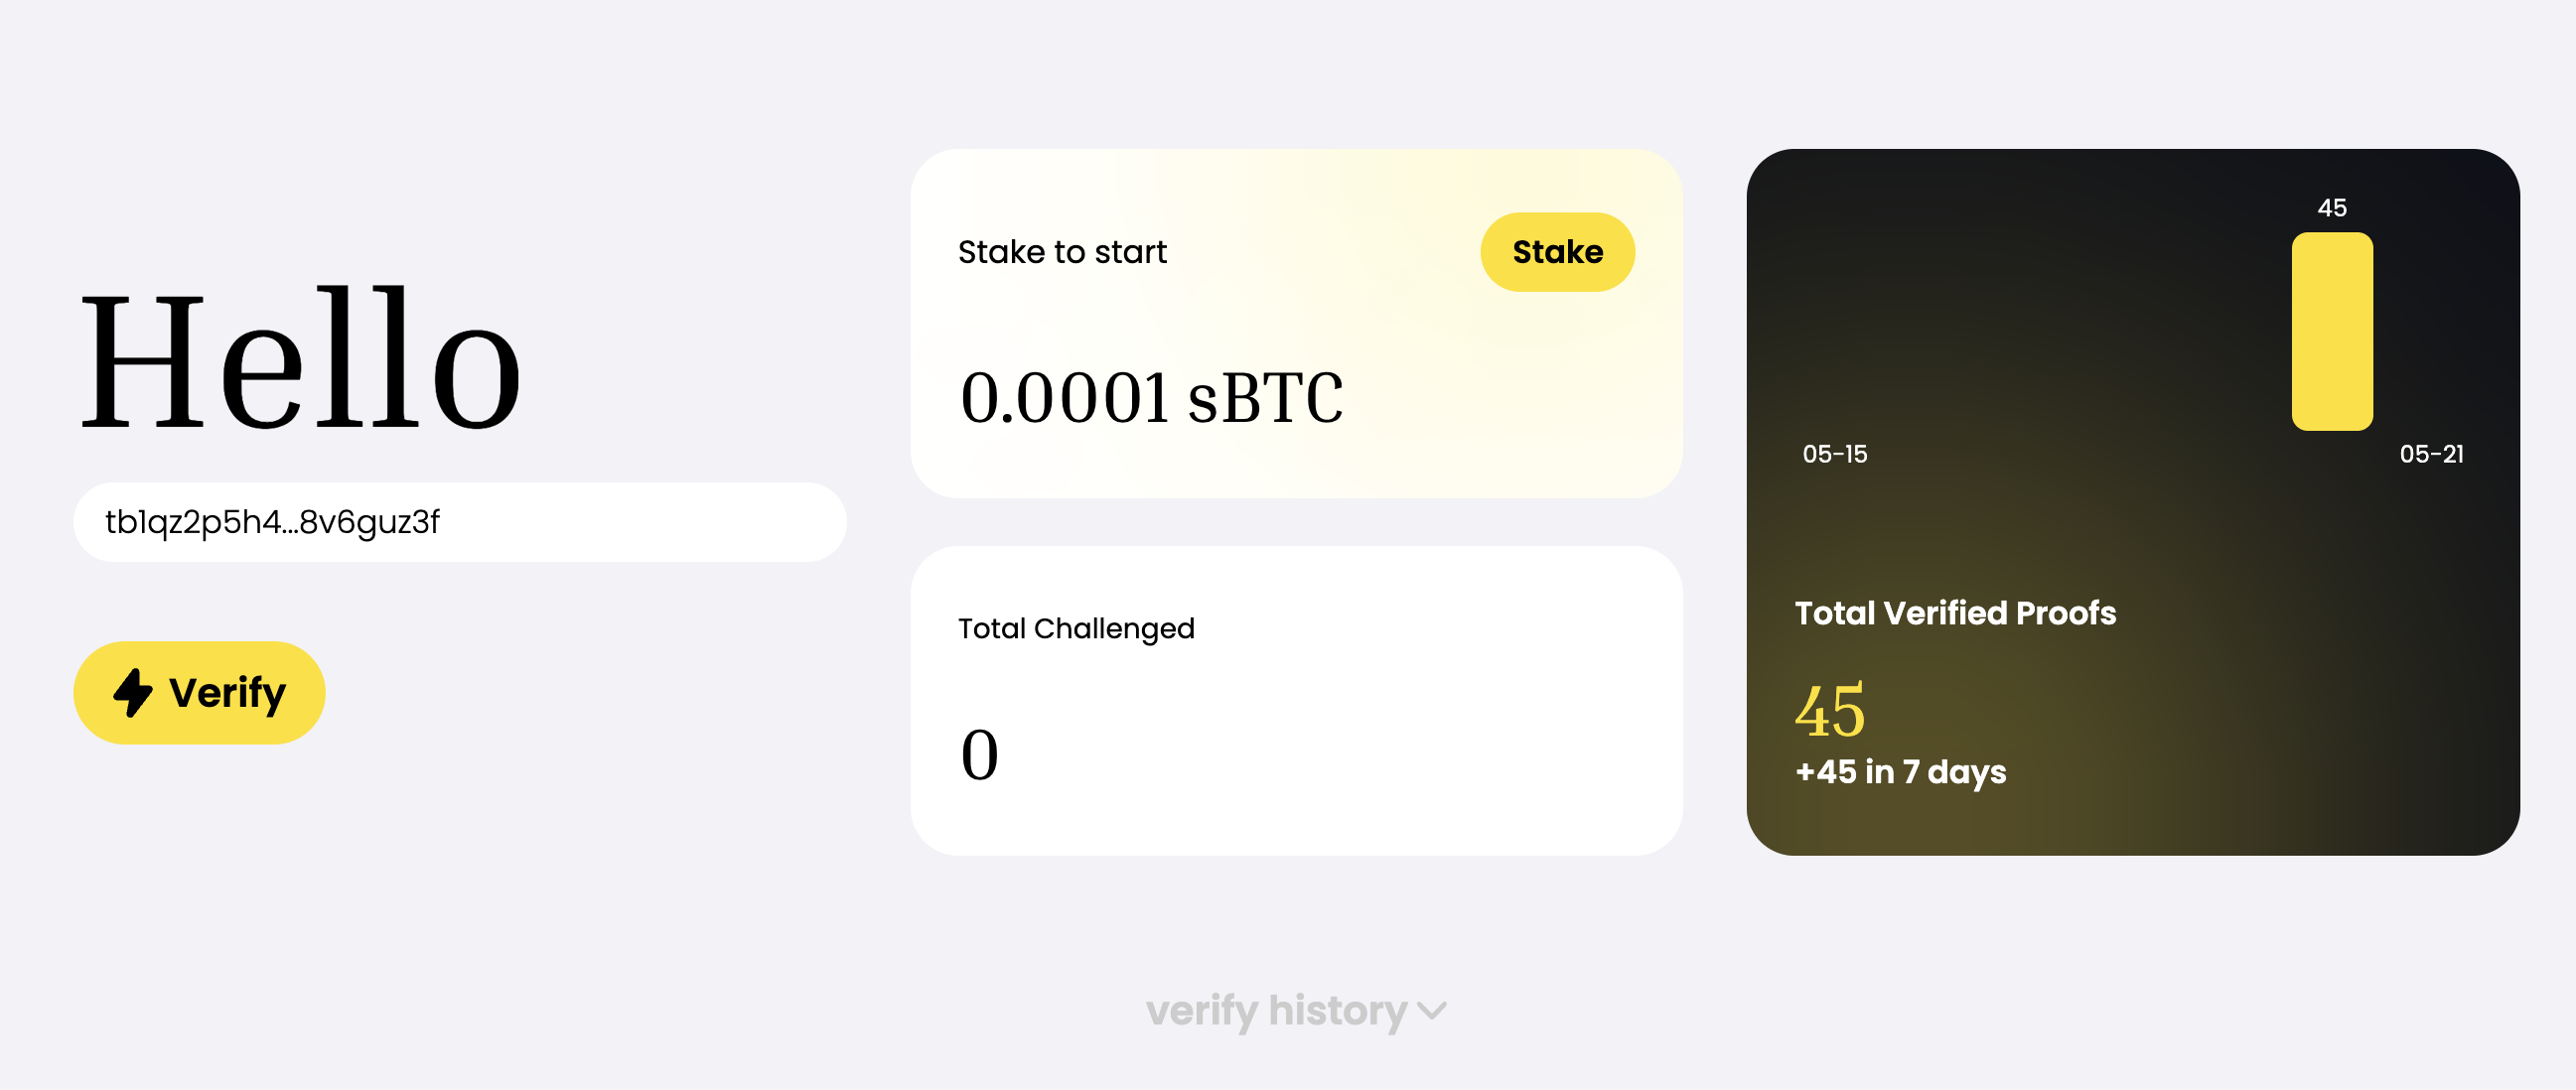 Hello
tb1qz2p5h4...8v6guz3f
Verify
Stake to start
Stake
0.0001 sBTC
Total Challenged
0
45
05-15
05-21
Total Verified Proofs
45
+45 in 7 days
verify history